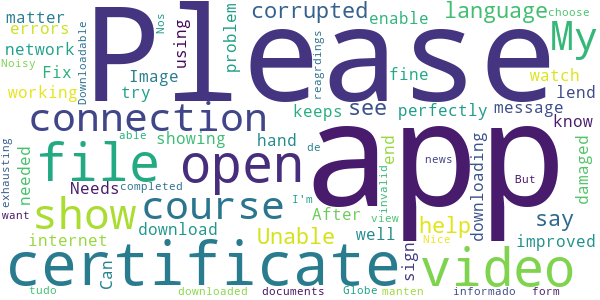 matter
errors
network
Noisy
Fix
working
Image
try
Nos
Downloadable
Please
using
problem
corrupted
enable
language
choose
My
reagrdings
fine
watch
lend
keeps
see
perfectly
message
know
connection
able
showing
hand
de
end
app
exhausting
needed
file
open
Needs
completed
invalid
news
But
downloading
damaged
want
show
course
I'm
After
view
help
Nice
say
internet
Can
download
Unable
well
sign
improved
certificate
video
tudo
downloaded
documents
Globe
manten
informado
form